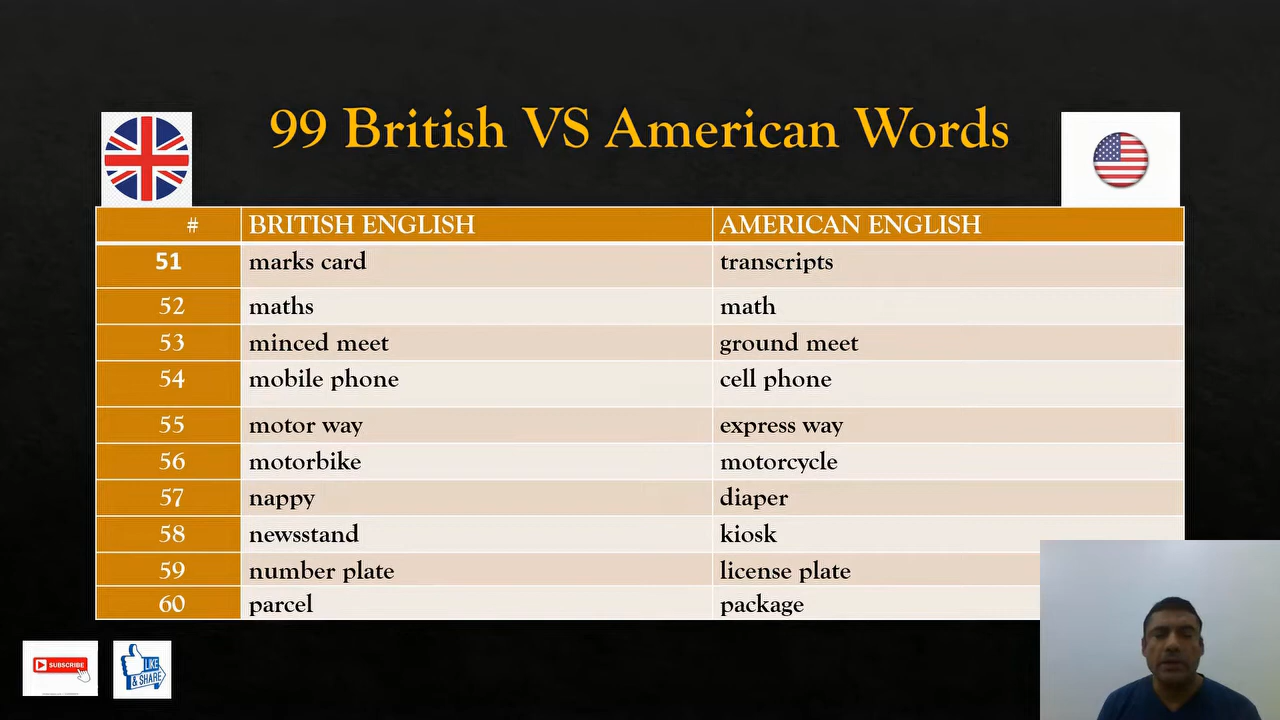 99 British VS American Words
# BRITISH ENGLISH AMERICAN ENGLISH
51 marks card transcripts
52 maths math
53 minced meet ground meet
54 mobile phone cell phone
55 motor way express way
56 motorbike motorcycle
57 nappy diaper
58 newsstand kiosk
59 number plate license plate
60 parcel package
SUBSCRIBE
LIKE
& SHARE